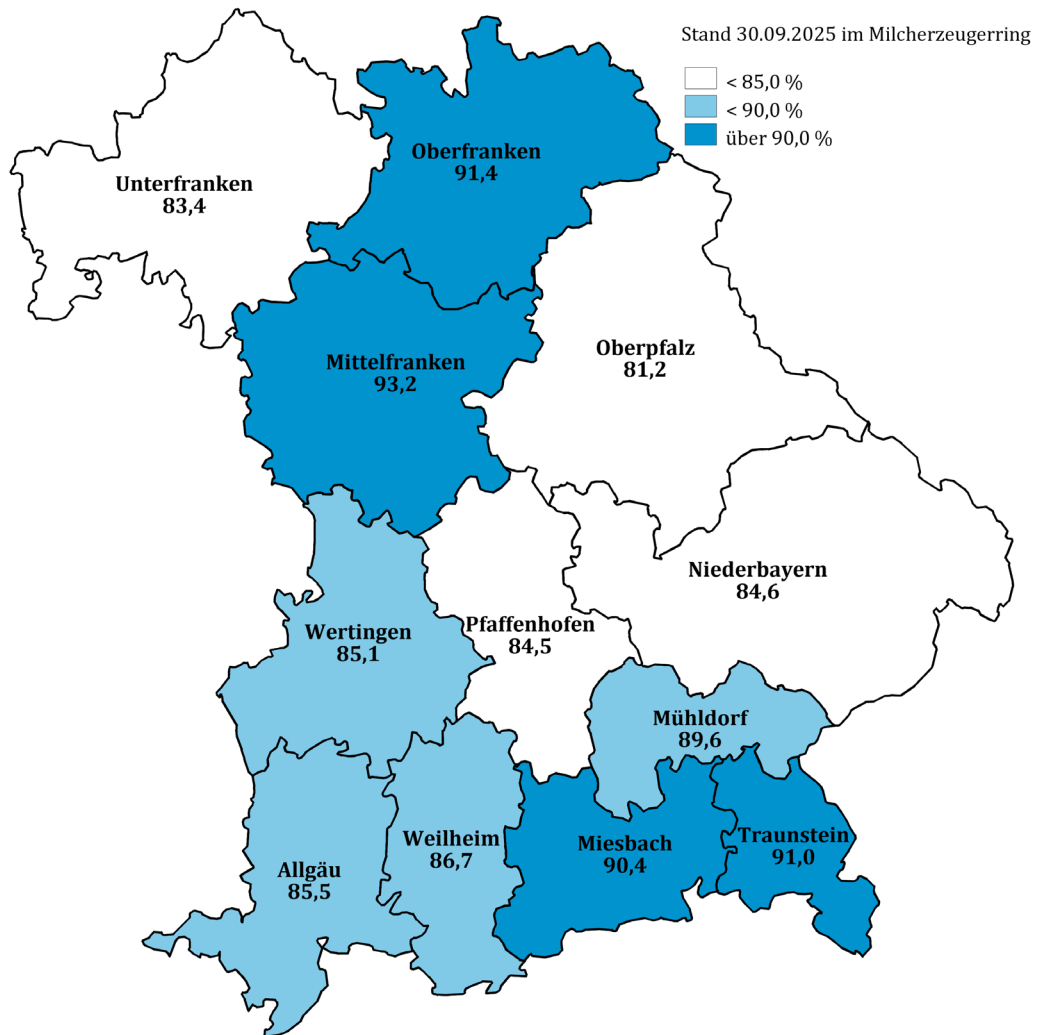 Stand 30.09.2025 im Milcherzeugerring
< 85,0 %
< 90,0 %
über 90,0 %
Oberfranken
91,4
Unterfranken
83,4
Mittelfranken
93,2
Oberpfalz
81,2
Niederbayern
84,6
Pfaffenhofen
84,5
Wertingen
85,1
Mühldorf
89,6
Weilheim
86,7
Miesbach
90,4
Traunstein
91,0
Allgäu
85,5